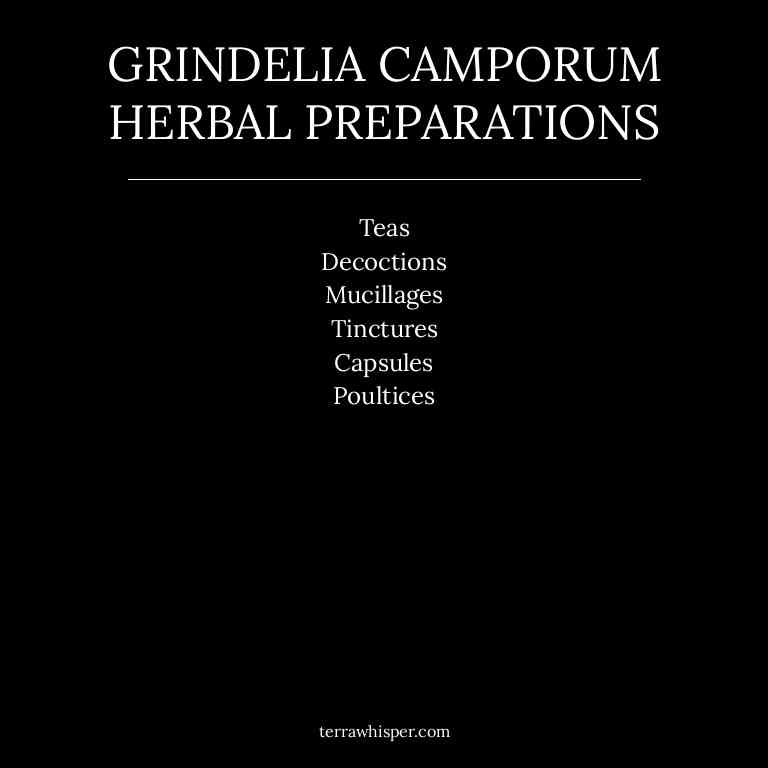 GRINDELIA CAMPORUM
HERBAL PREPARATIONS
Teas
Decoctions
Mucillages
Tinctures
Capsules
Poultices
terrawhisper.com